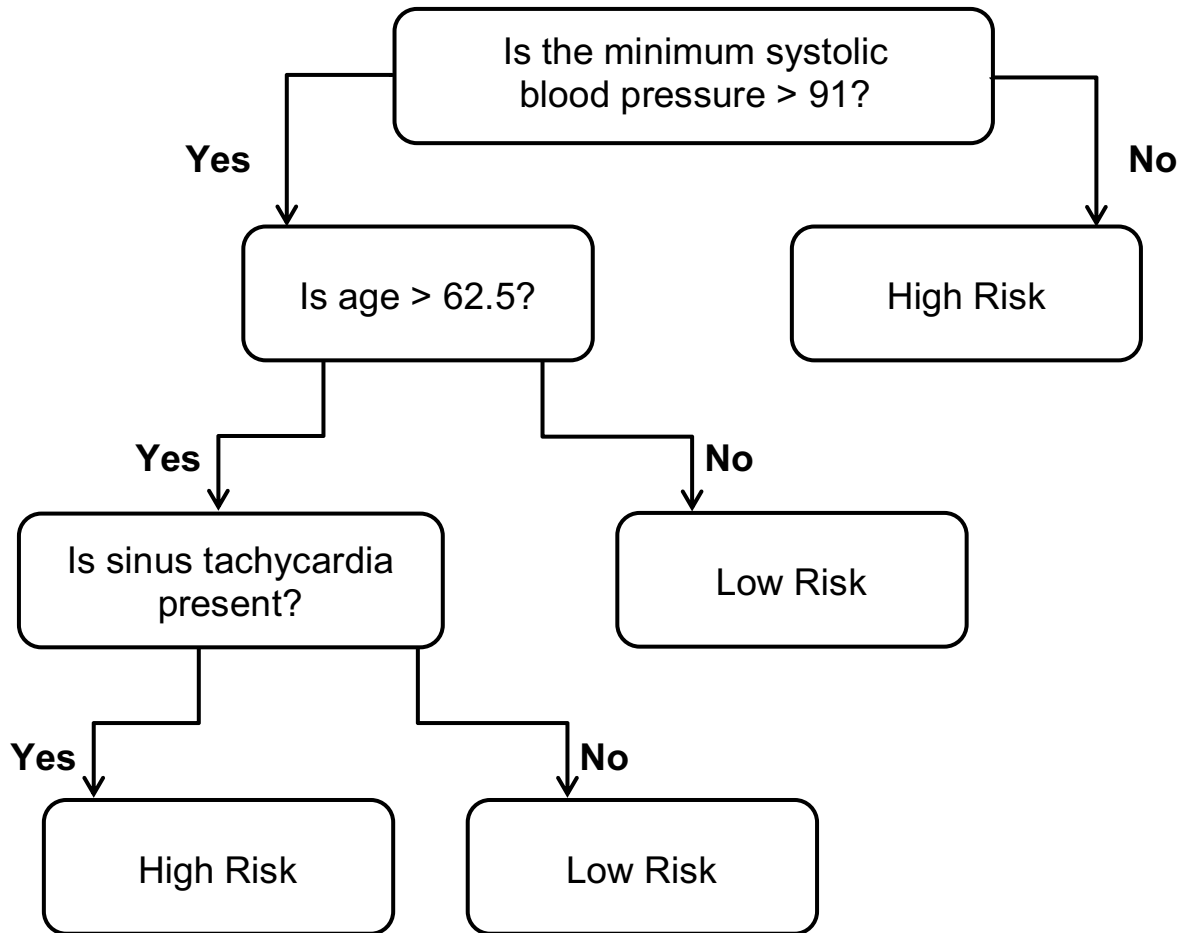 Is the minimum systolic
blood pressure > 91?
Yes
No
Is age > 62.5?
High Risk
Yes
No
Is sinus tachycardia
present?
Low Risk
Yes
No
High Risk
Low Risk